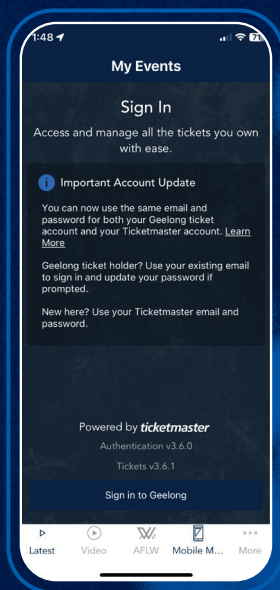 1:48
71
My Events
Sign In
Access and manage all the tickets you own
with ease.
Important Account Update
You can now use the same email and
password for both your Geelong ticket
account and your Ticketmaster account. Learn
More
Geelong ticket holder? Use your existing email
to sign in and update your password if
prompted.
New here? Use your Ticketmaster email and
password.
Powered by ticketmaster
Authentication v3.6.0
Tickets v3.6.1
Sign in to Geelong
Latest Video AFLW Mobile M... More